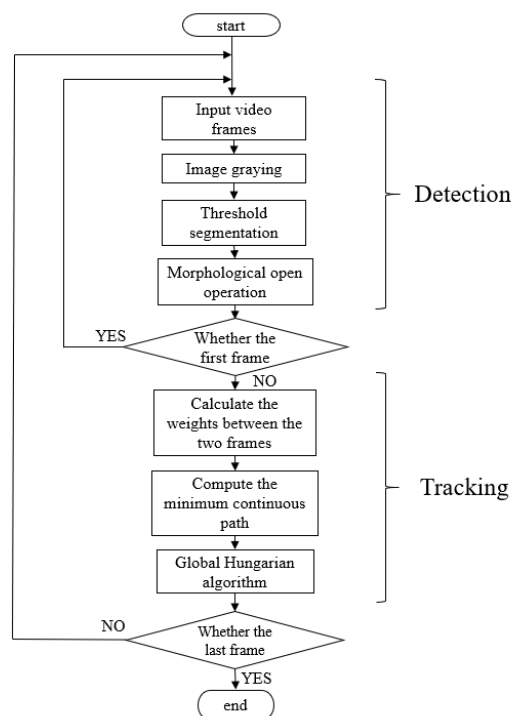 start
Input video
frames
Image graying
Threshold
segmentation
Detection
Morphological open
operation
YES
Whether the
first frame
NO
Calculate the
weights between the
two frames
Compute the
minimum continuous
path
Tracking
Global Hungarian
algorithm
NO
Whether the
last frame
YES
end